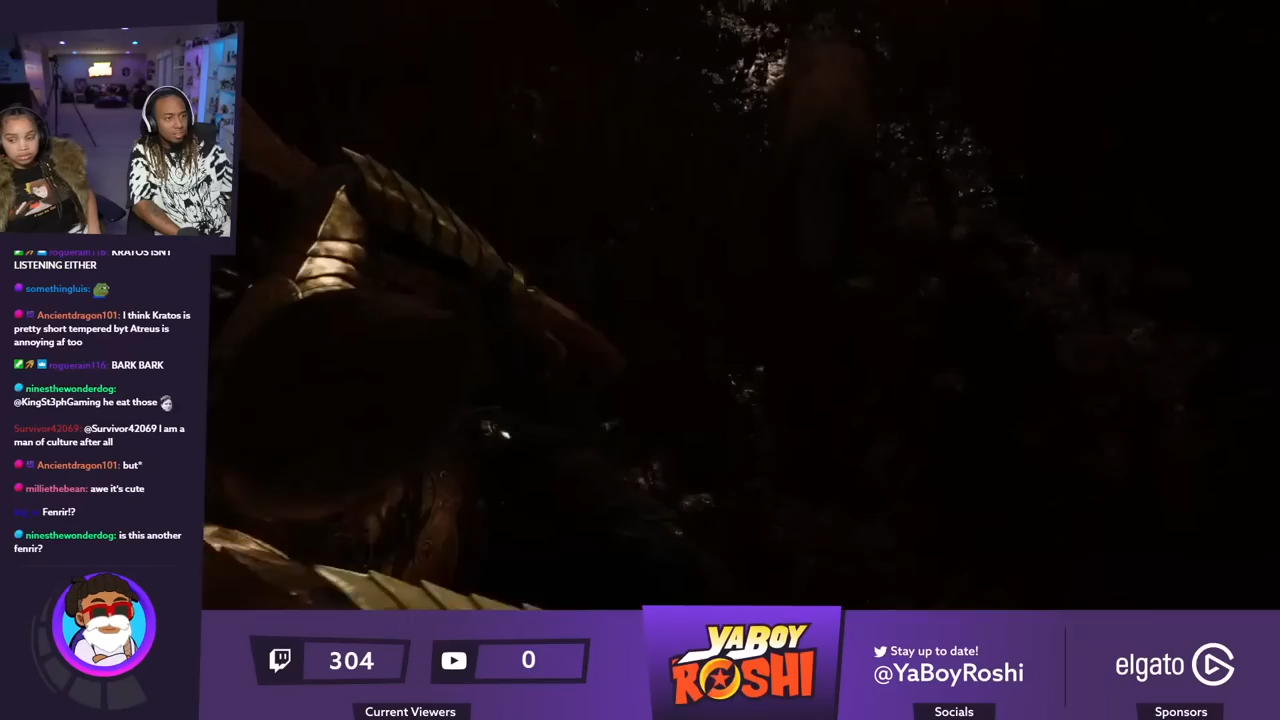 roguerain116: KRATOS ISNT
LISTENING EITHER
somethingluis:
Ancientdragon101: I think Kratos is
pretty short tempered byt Atreus is
annoying af too
roguerain116: BARK BARK
ninesthewonderdog:
@KingSt3phGaming he eat those
Survivor42069: @Survivor42069 I am a
man of culture after all
Ancientdragon101: but*
milliethebean: awe it's cute
Fenrir!?
ninesthewonderdog: is this another
fenrir?
304
0
Current Viewers
YABOY
ROSHI
Stay up to date!
@YaBoyRoshi
Socials
elgato
Sponsors